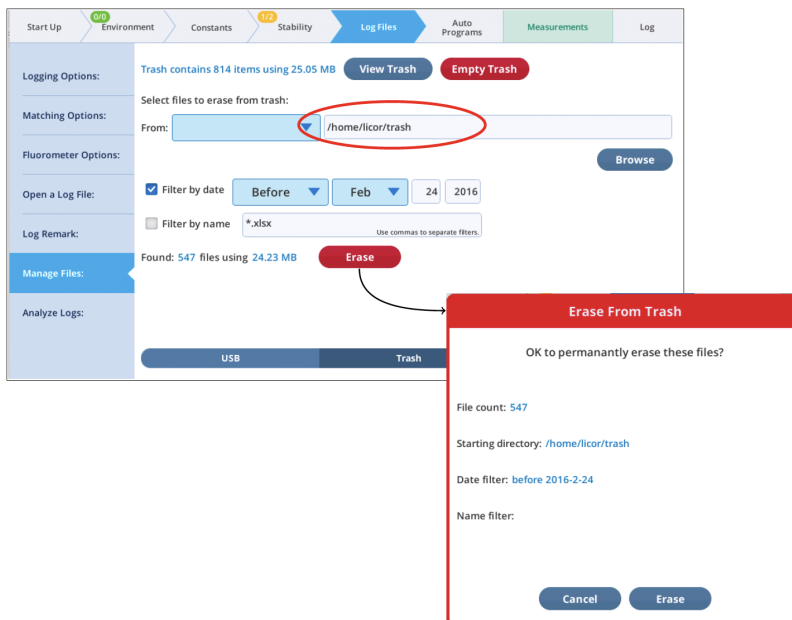 0/0
1/2
Start Up
Environment
Constants
Stability
Log Files
Auto
Programs
Measurements
Log
Logging Options:
Matching Options:
Fluorometer Options:
Open a Log File:
Log Remark:
Manage Files:
Analyze Logs:
Trash contains 814 items using 25.05 MB
View Trash
Empty Trash
Select files to erase from trash:
From:
/home/licor/trash
Browse
Filter by date
Before
Feb
24
2016
Filter by name
*.xlsx
Use commas to separate filters.
Found: 547 files using 24.23 MB
Erase
USB
Trash
Erase From Trash
OK to permanantly erase these files?
File count: 547
Starting directory: /home/licor/trash
Date filter: before 2016-2-24
Name filter:
Cancel
Erase